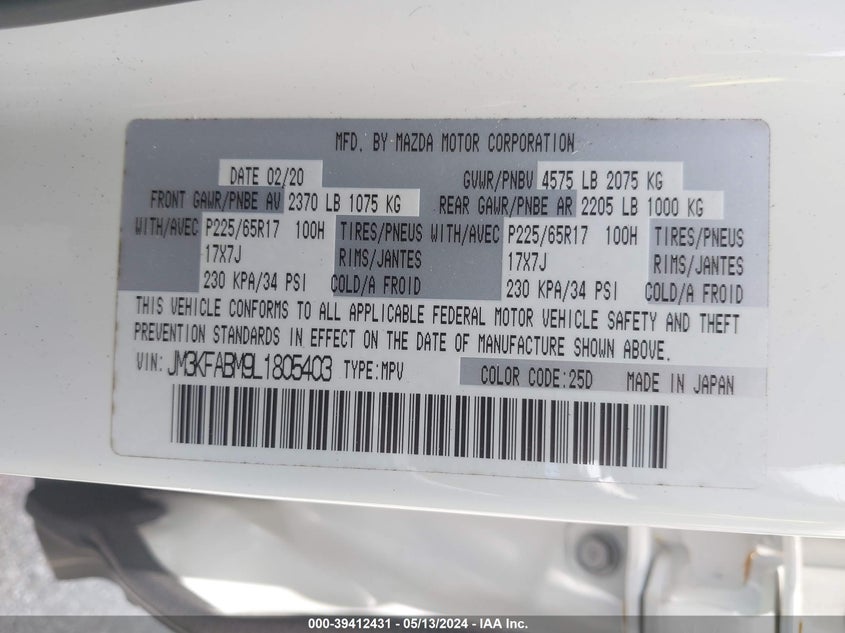 MFD. BY MAZDA MOTOR CORPORATION
DATE 02/20 GVWR/PNBV 4575 LB 2075 KG
FRONT GAWR/PNBE AV 2370 LB 1075 KG REAR GAWR/PNBE AR 2205 LB 1000 KG
WITH/AVEC P225/65R17 100H TIRES/PNEUS WITH/AVEC P225/65R17 100H TIRES/PNEUS
17X7J RIMS/JANTES 17X7J RIMS/JANTES
230 KPA/34 PSI COLD/A FROID 230 KPA/34 PSI COLD/A FROID
THIS VEHICLE CONFORMS TO ALL APPLICABLE FEDERAL MOTOR VEHICLE SAFETY AND THEFT
PREVENTION STANDARDS IN EFFECT ON THE DATE OF MANUFACTURE SHOWN ABOVE.
VIN: JM3KFABM9L1805403 TYPE:MPV COLOR CODE:25D MADE IN JAPAN
000-39412431 - 05/13/2024 - IAA Inc.